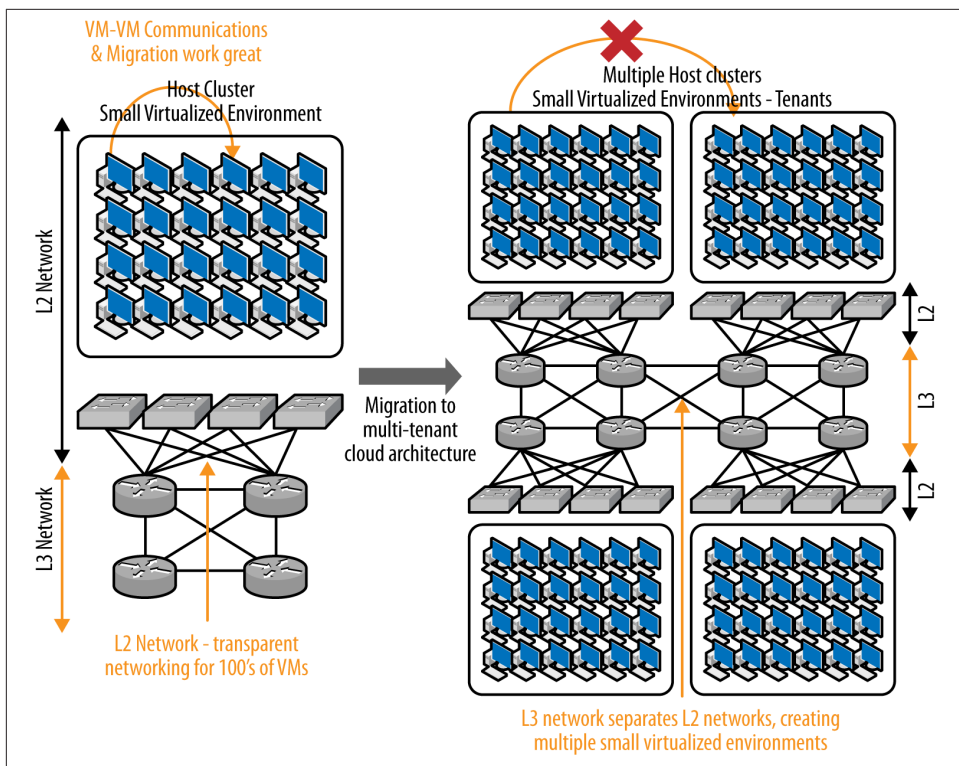 VM-VM Communications
& Migration work great
Host Cluster
Small Virtualized Environment
L2 Network
L3 Network
L2 Network - transparent
networking for 100's of VMs
Migration to
multi-tenant
cloud architecture
Multiple Host clusters
Small Virtualized Environments - Tenants
L2
L3
L2
L3 network separates L2 networks, creating
multiple small virtualized environments